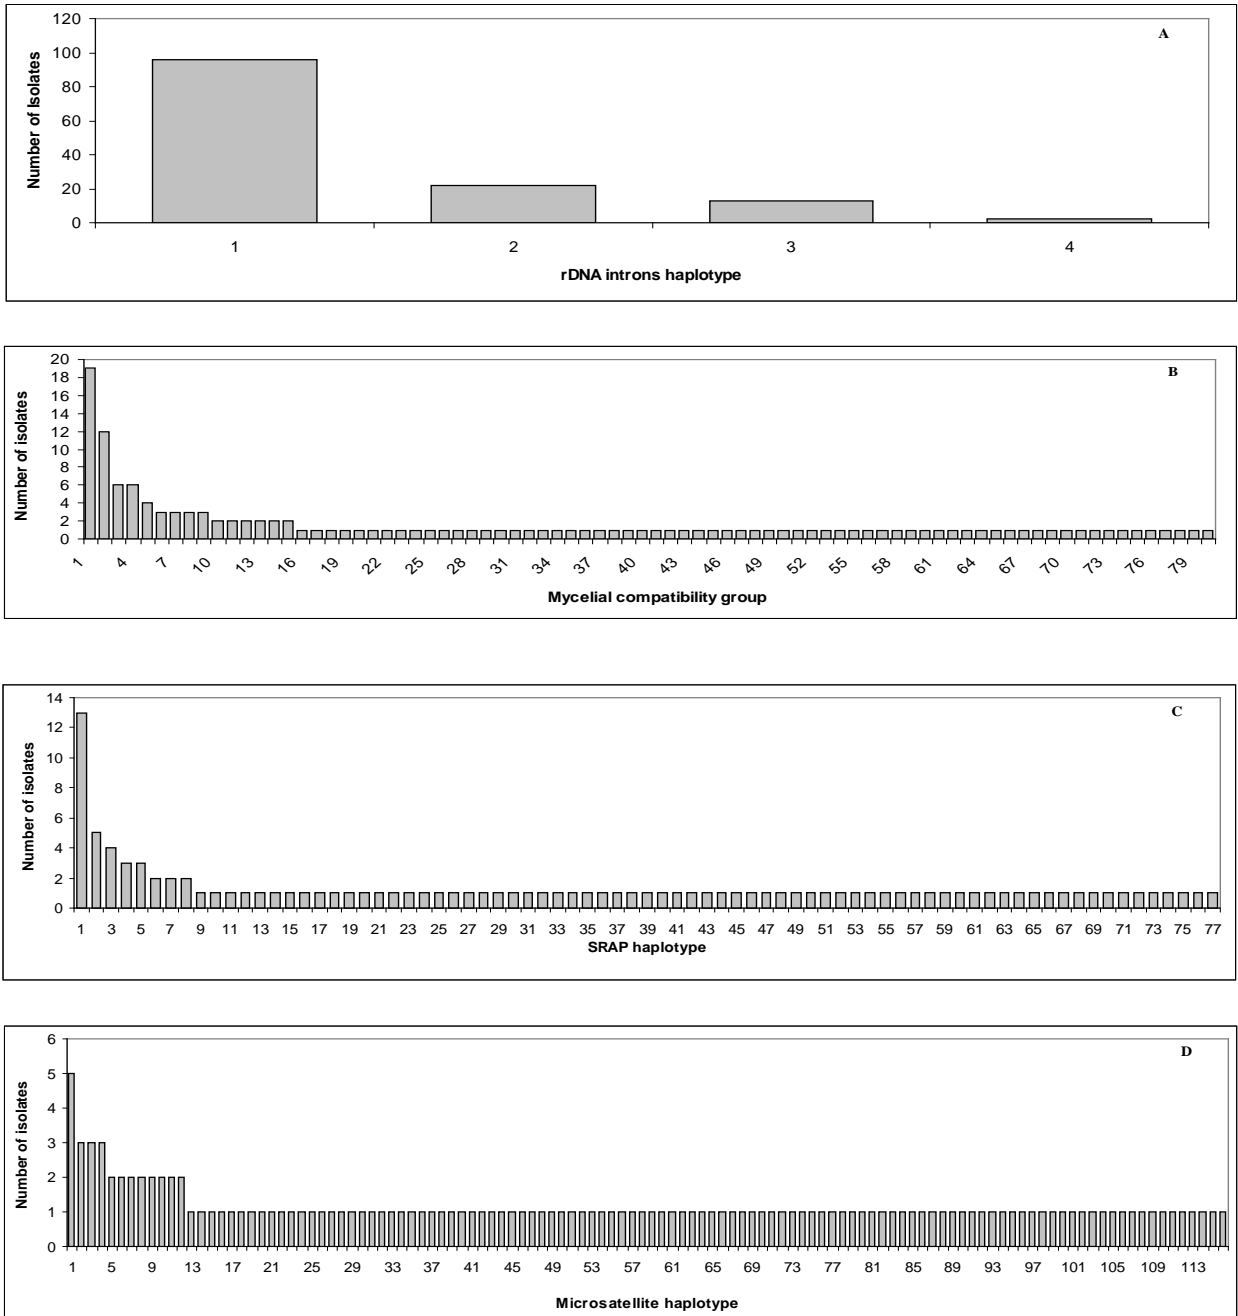 A
120
100
80
60
40
20
0
Number of Isolates
1 2 3 4
rDNA introns haplotype
B
20
18
16
14
12
10
8
6
4
2
0
Number of isolates
1 4 7 10 13 16 19 22 25 28 31 34 37 40 43 46 49 52 55 58 61 64 67 70 73 76 79
Mycelial compatibility group
C
14
12
10
8
6
4
2
0
Number of isolates
1 3 5 7 9 11 13 15 17 19 21 23 25 27 29 31 33 35 37 39 41 43 45 47 49 51 53 55 57 59 61 63 65 67 69 71 73 75 77
SRAP haplotype
D
6
5
4
3
2
1
0
Number of isolates
1 5 9 13 17 21 25 29 33 37 41 45 49 53 57 61 65 69 73 77 81 85 89 93 97 101 105 109 113
Microsatellite haplotype